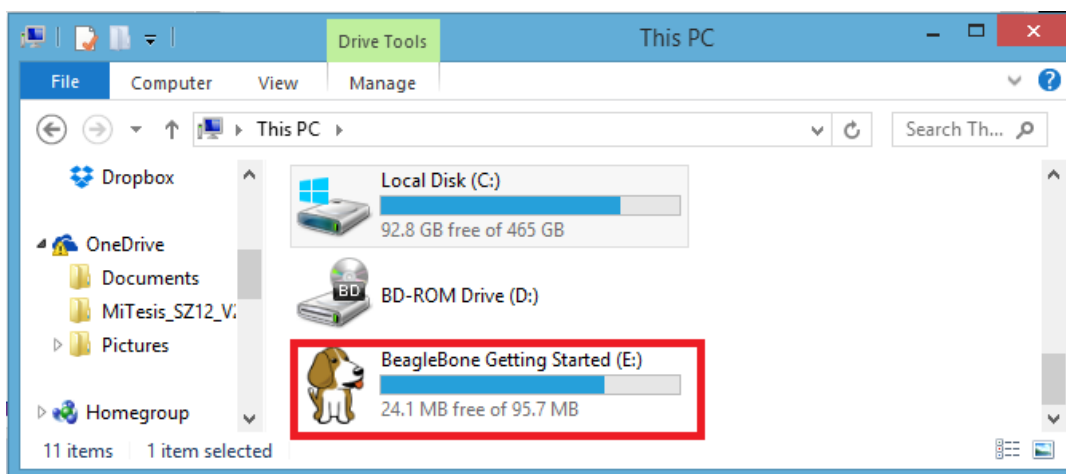 Drive Tools
This PC
File
Computer
View
Manage
This PC
Search Th...
Dropbox
OneDrive
Documents
MiTesis_SZ12_V2
Pictures
Homegroup
Local Disk (C:)
92.8 GB free of 465 GB
BD
BD-ROM Drive (D:)
BeagleBone Getting Started (E:)
24.1 MB free of 95.7 MB
11 items
1 item selected